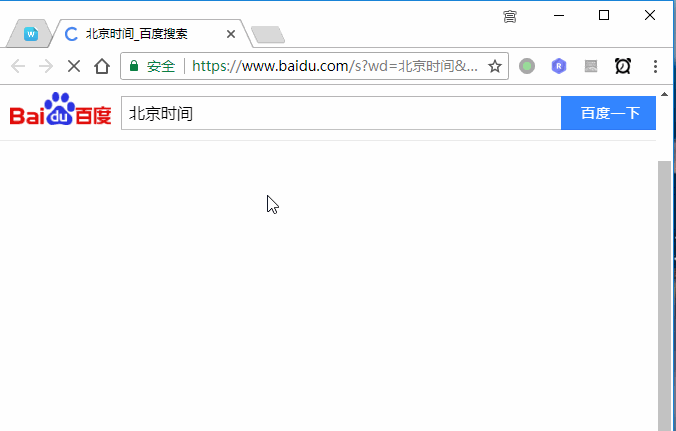 W
北京时间_百度搜索
安全 https://www.baidu.com/s?wd=北京时间&...
R
Bai du 百度 北京时间 百度一下